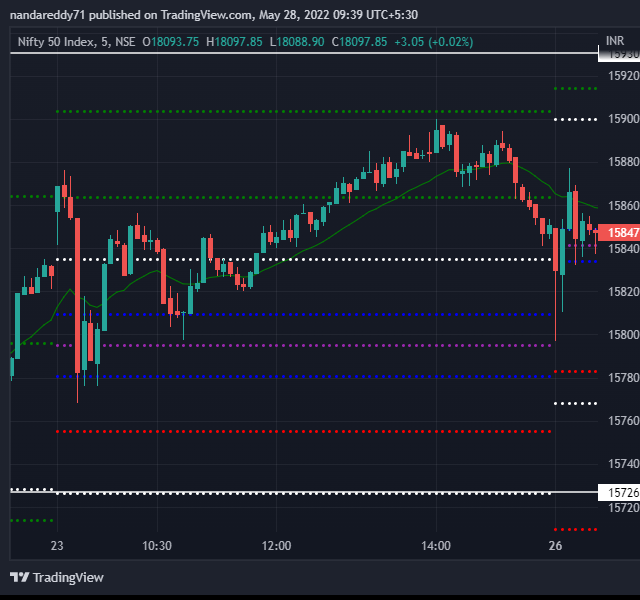 nandareddy71 published on TradingView.com, May 28, 2022 09:39 UTC+5:30
Nifty 50 Index, 5, NSE O18093.75 H18097.85 L18088.90 C18097.85 +3.05 (+0.02%)
INR
15930
15920
15900
15880
15860
15847
15840
15820
15800
15780
15760
15740
15726
15720
23 10:30 12:00 14:00 26
TradingView